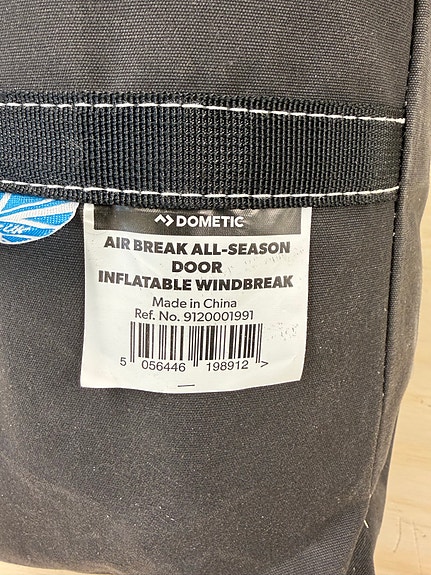 DOMETIC
AIR BREAK ALL-SEASON
DOOR
INFLATABLE WINDBREAK
Made in China
Ref. No. 9120001991
5 056446 198912 >